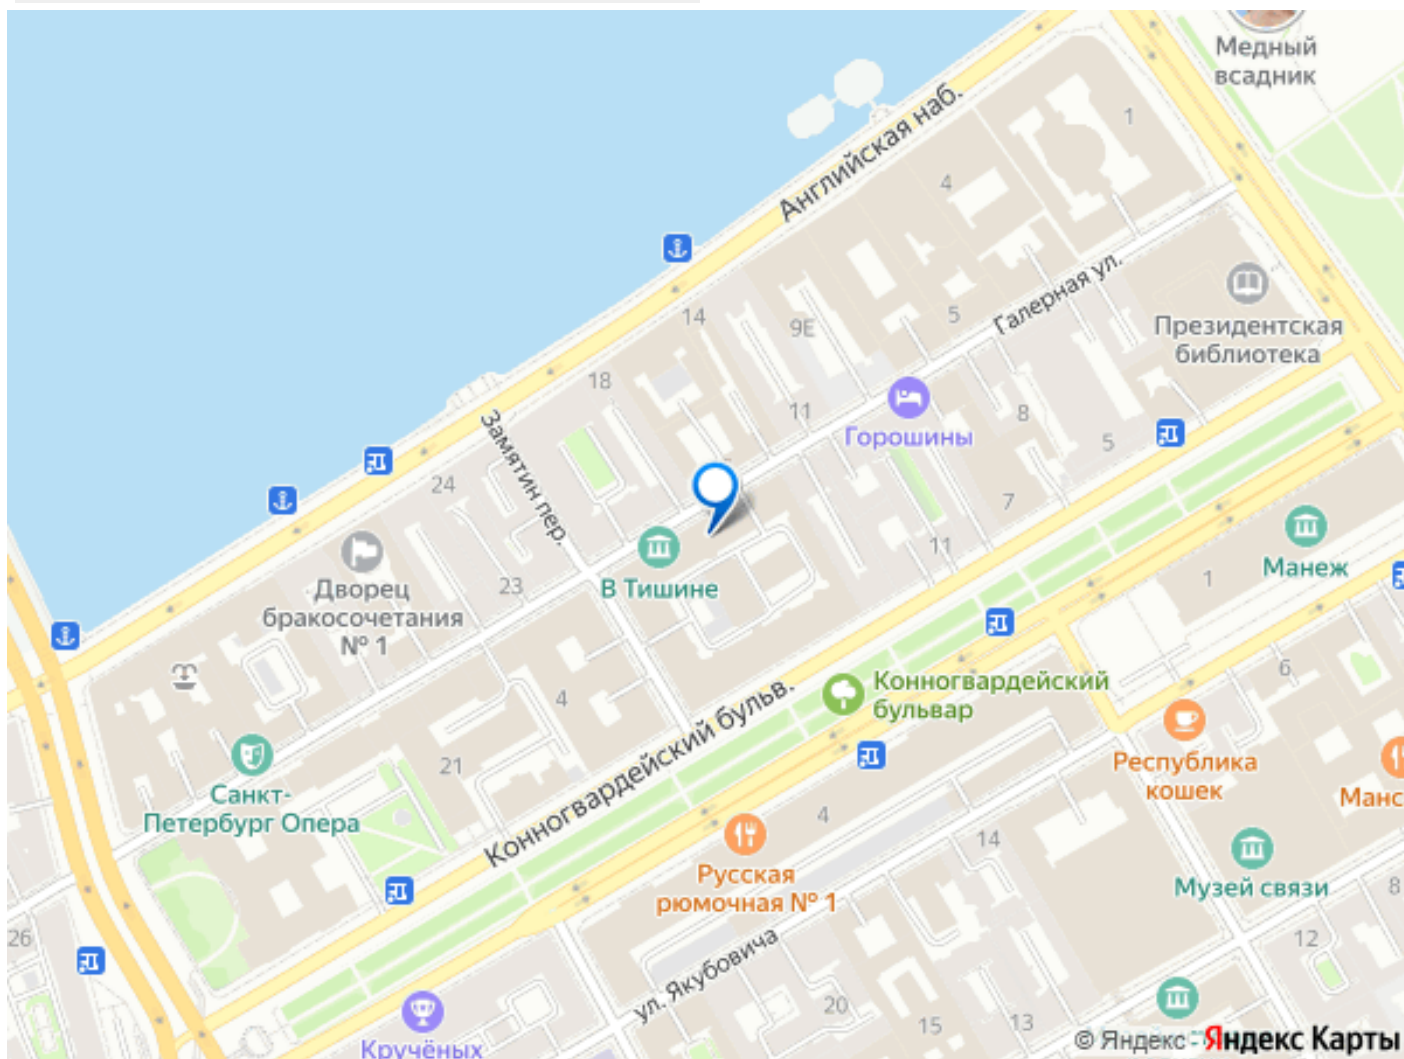 Медный
всадник
1
Английская наб.
4
Галерная ул.
5
Президентская
библиотека
14
9Е
18
11
Горошины
8
5
Замятин пер.
24
7
11
В Тишине
23
Дворец
бракосочетания
№ 1
Манеж
1
4
Конногвардейский
бульвар
Конногвардейский бульв.
6
21
Санкт-
Петербург Опера
Республика
кошек
Манс
4
14
Русская
рюмочная № 1
Музей связи
8
26
12
ул. Якубовича
20
15
13
Кручёных
© Яндекс
Яндекс Карты